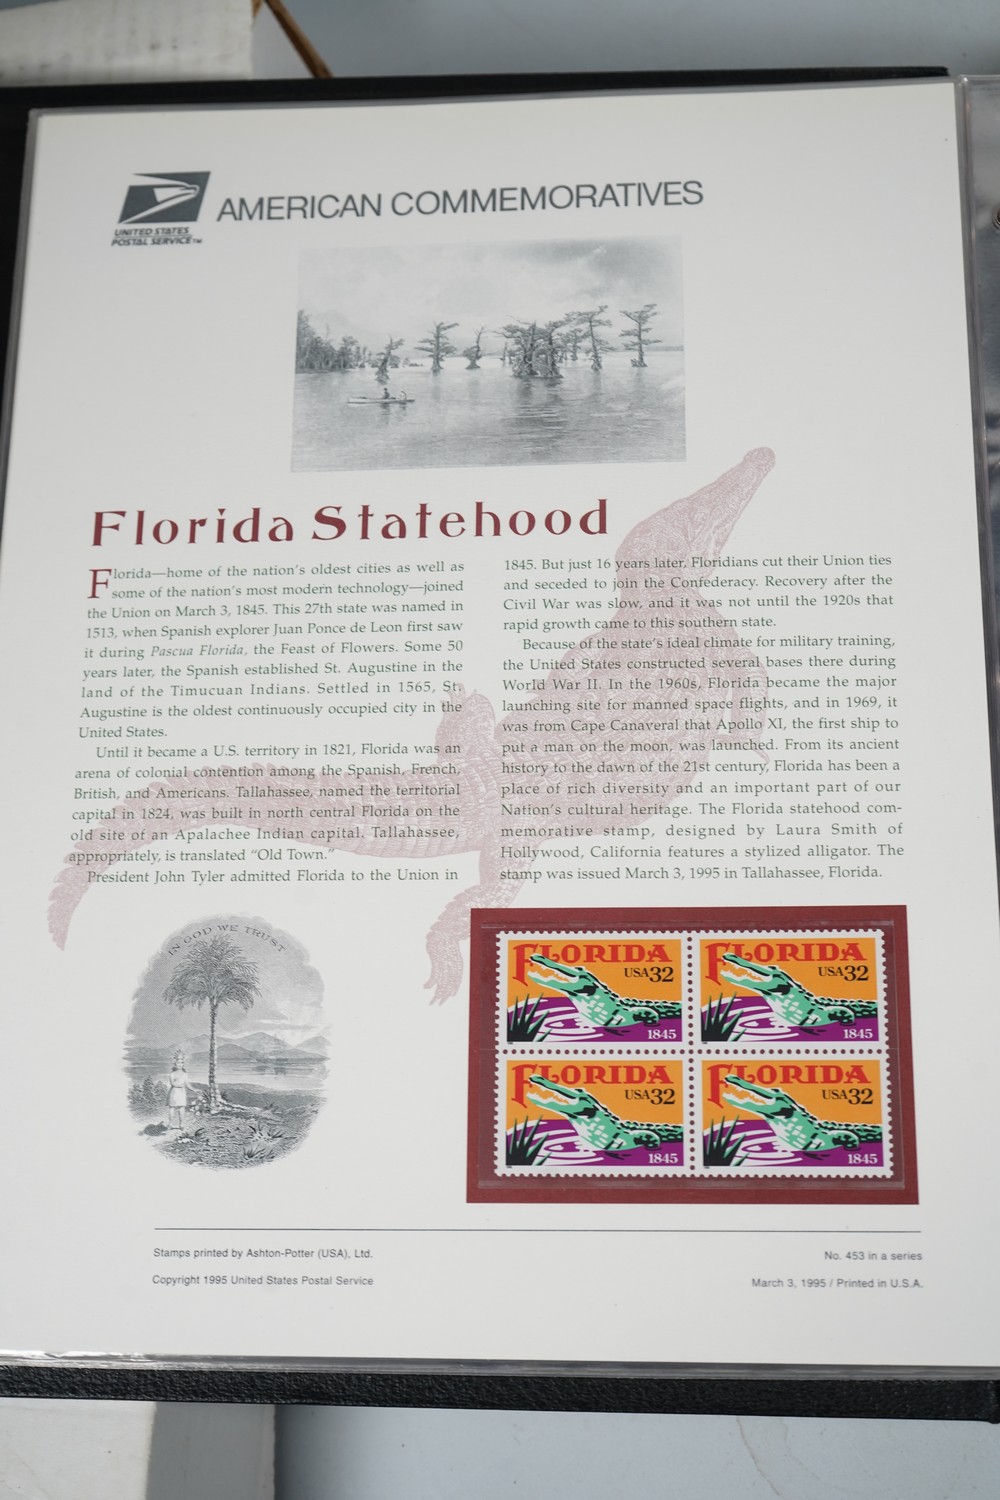 UNITED STATES
POSTAL SERVICE™
AMERICAN COMMEMORATIVES
Florida Statehood
Florida—home of the nation's oldest cities as well as
some of the nation's most modern technology—joined
the Union on March 3, 1845. This 27th state was named in
1513, when Spanish explorer Juan Ponce de Leon first saw
it during Pascua Florida, the Feast of Flowers. Some 50
years later, the Spanish established St. Augustine in the
land of the Timucuan Indians. Settled in 1565, St.
Augustine is the oldest continuously occupied city in the
United States.
Until it became a U.S. territory in 1821, Florida was an
arena of colonial contention among the Spanish, French,
British, and Americans. Tallahassee, named the territorial
capital in 1824, was built in north central Florida on the
old site of an Apalachee Indian capital. Tallahassee,
appropriately, is translated "Old Town."
President John Tyler admitted Florida to the Union in
1845. But just 16 years later, Floridians cut their Union ties
and seceded to join the Confederacy. Recovery after the
Civil War was slow, and it was not until the 1920s that
rapid growth came to this southern state.
Because of the state's ideal climate for military training,
the United States constructed several bases there during
World War II. In the 1960s, Florida became the major
launching site for manned space flights, and in 1969, it
was from Cape Canaveral that Apollo XI, the first ship to
put a man on the moon, was launched. From its ancient
history to the dawn of the 21st century, Florida has been a
place of rich diversity and an important part of our
Nation's cultural heritage. The Florida statehood com-
memorative stamp, designed by Laura Smith of
Hollywood, California features a stylized alligator. The
stamp was issued March 3, 1995 in Tallahassee, Florida.
IN GOD WE TRUST
FLORIDA
USA 32
1845
FLORIDA
USA 32
1845
FLORIDA
USA 32
1845
FLORIDA
USA 32
1845
Stamps printed by Ashton-Potter (USA), Ltd.
Copyright 1995 United States Postal Service
No. 453 in a series
March 3, 1995 / Printed in U.S.A.